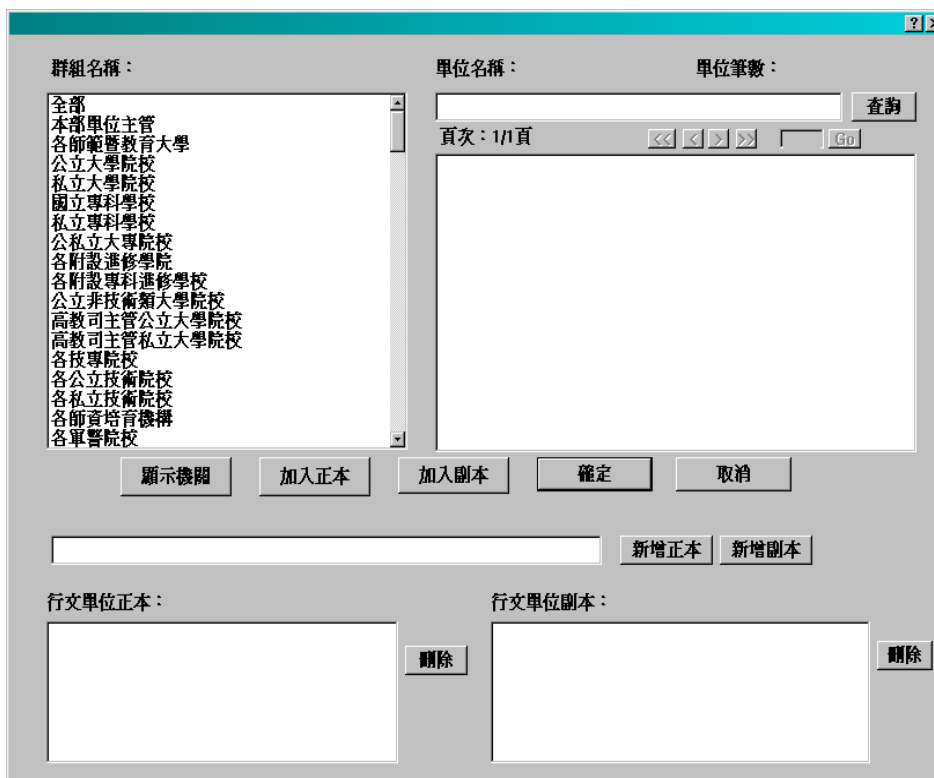 群組名稱：
單位名稱：
單位筆數：
查詢
全部
本部單位主管
各師範暨教育大學
公立大學院校
私立大學院校
國立專科學校
私立專科學校
公私立大專院校
各附設進修學院
各附設專科進修學校
公立非技術類大學院校
高教司主管公立大學院校
高教司主管私立大學院校
各技專院校
各公立技術院校
各私立技術院校
各師資培育機構
各軍警院校
頁次：1/1頁
<< < > >> Go
顯示機關 加入正本 加入副本 確定 取消
新增正本 新增副本
行文單位正本：
刪除
行文單位副本：
刪除